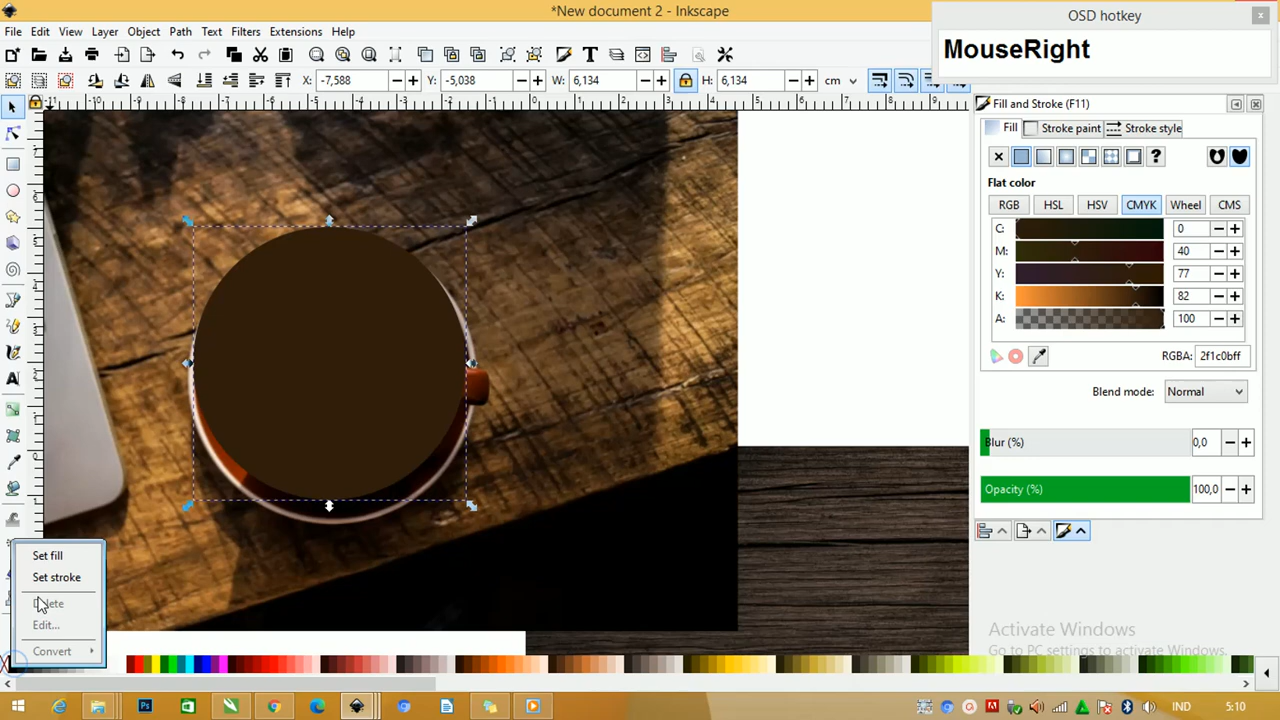 *New document 2 - Inkscape
OSD hotkey
x
MouseRight
File Edit View Layer Object Path Text Filters Extensions Help
X: -7,588 Y: -5,083 W: 6,134 H: 6,134 cm
Fill and Stroke (F11)
Fill Stroke paint Stroke style
?
Flat color
RGB HSL HSV CMYK Wheel CMS
C: 0
M: 40
Y: 77
K: 82
A: 100
RGBA: 2f1c0bff
Blend mode: Normal
Blur (%) 0,0
Opacity (%) 100,0
Set fill
Set stroke
Delete
Edit...
Convert
Activate Windows
Go to PC settings to activate Windows.
IND 5:10